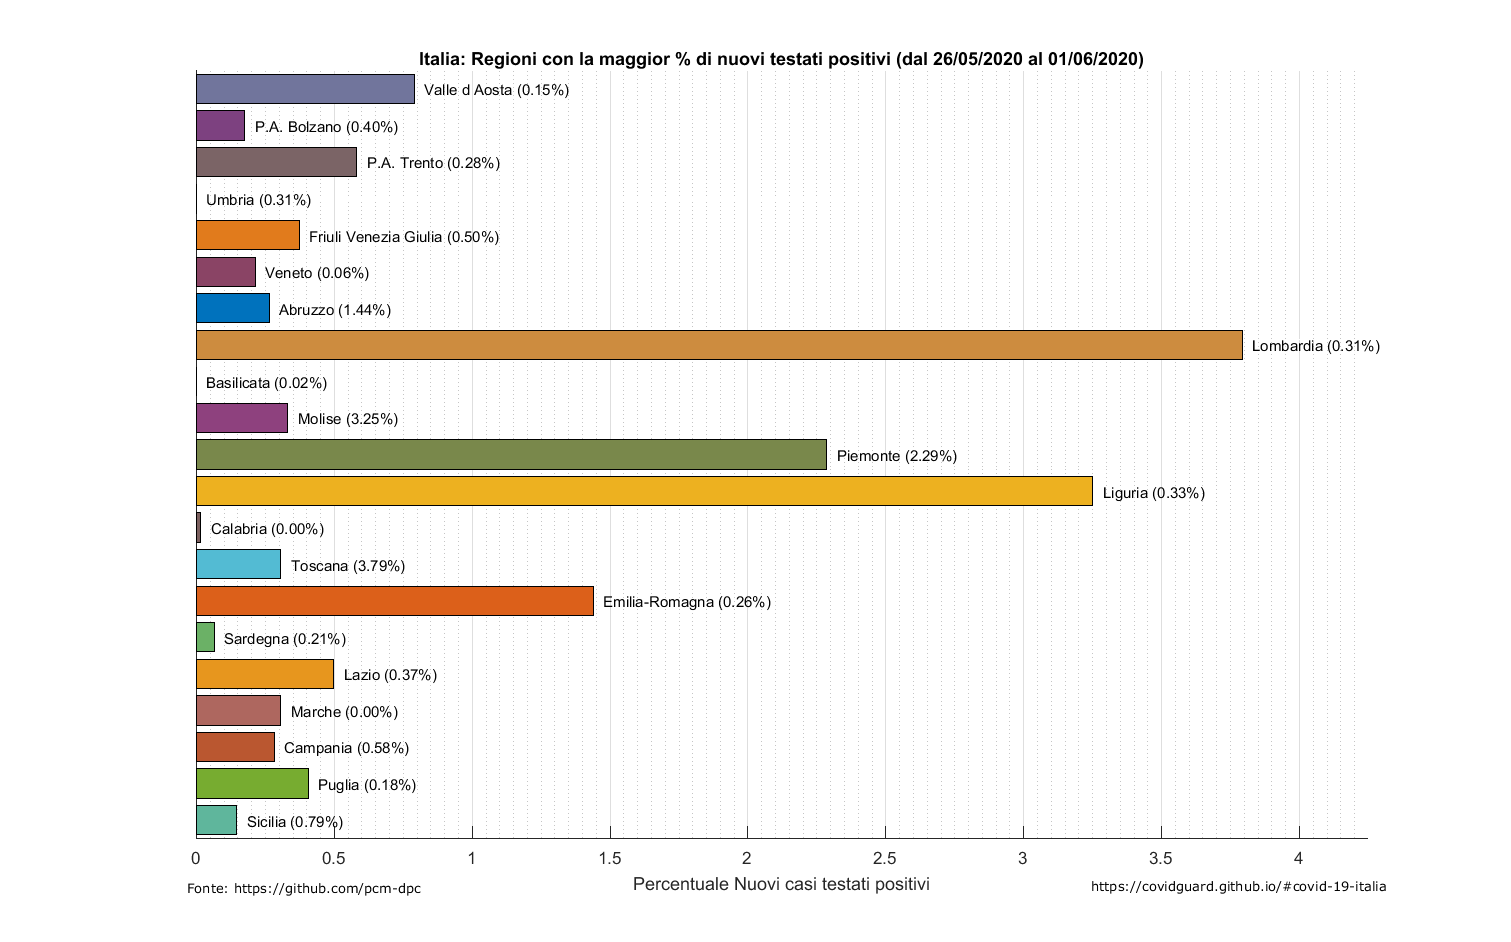 Italia: Regioni con la maggior % di nuovi testati positivi (dal 26/05/2020 al 01/06/2020)
Valle d Aosta (0.15%)
P.A. Bolzano (0.40%)
P.A. Trento (0.28%)
Umbria (0.31%)
Friuli Venezia Giulia (0.50%)
Veneto (0.06%)
Abruzzo (1.44%)
Lombardia (0.31%)
Basilicata (0.02%)
Molise (3.25%)
Piemonte (2.29%)
Liguria (0.33%)
Calabria (0.00%)
Toscana (3.79%)
Emilia-Romagna (0.26%)
Sardegna (0.21%)
Lazio (0.37%)
Marche (0.00%)
Campania (0.58%)
Puglia (0.18%)
Sicilia (0.79%)
0 0.5 1 1.5 2 2.5 3 3.5 4
Percentuale Nuovi casi testati positivi
Fonte: https://github.com/pcm-dpc
https://covidguard.github.io/#covid-19-italia